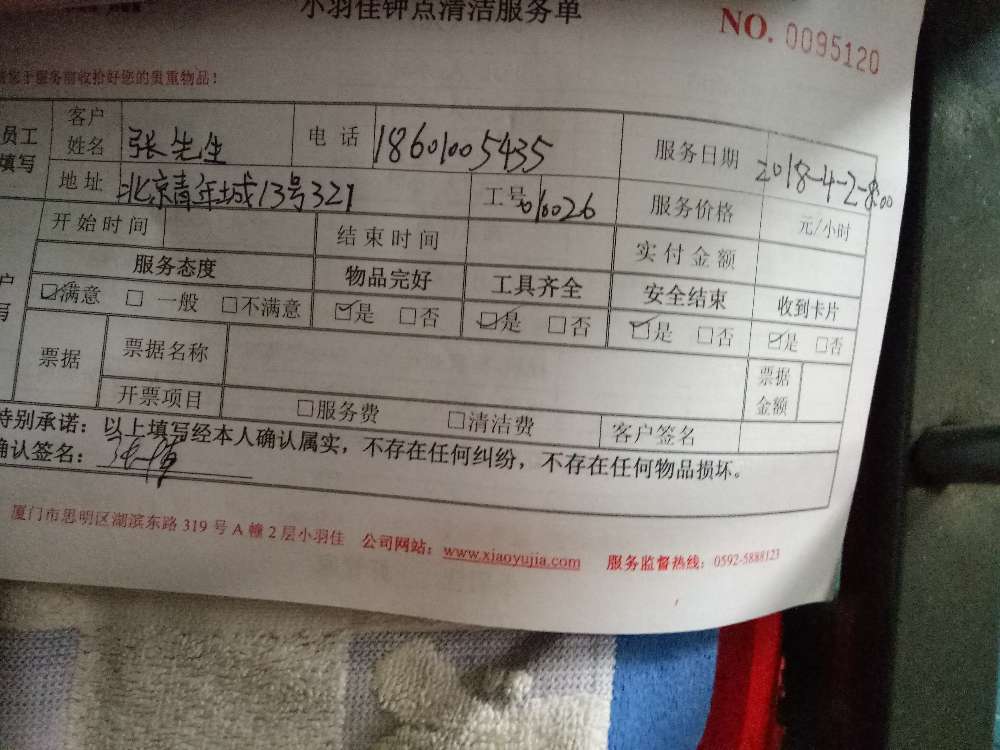 小羽佳钟点清洁服务单
NO. 0095120
服务前收拾好您的贵重物品！
员工填写 客户姓名 张先生 电话 18601005435 服务日期 2018-4-2-8:00
地址 北京青年城13号321 工号 010026 服务价格 元/小时
开始时间 结束时间 实付金额
服务态度 物品完好 工具齐全 安全结束 收到卡片
☑满意 □一般 □不满意 ☑是 □否 ☑是 □否 ☑是 □否 ☑是 □否
票据 票据名称 票据金额
开票项目 □服务费 □清洁费 客户签名
特别承诺：以上填写经本人确认属实，不存在任何纠纷，不存在任何物品损坏。
确认签名：
厦门市思明区湖滨东路 319 号 A 幢 2 层小羽佳 公司网站：www.xiaoyujia.com 服务监督热线：0592-5888123